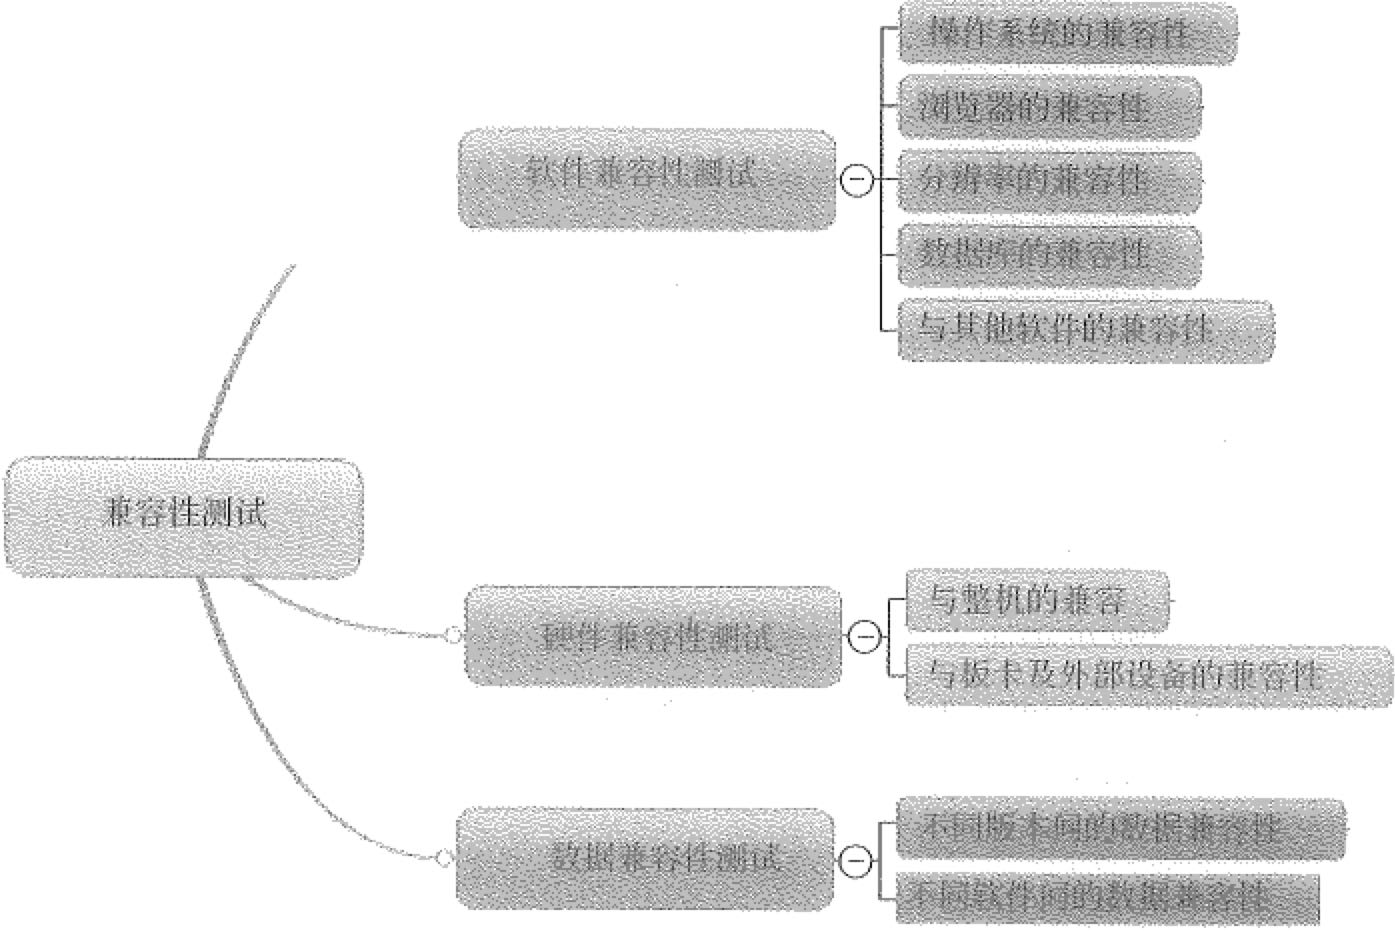 兼容性测试
软件兼容性测试
操作系统的兼容性
浏览器的兼容性
分辨率的兼容性
数据库的兼容性
与其他软件的兼容性
硬件兼容性测试
与整机的兼容
与板卡及外部设备的兼容性
数据兼容性测试
不同版本间的数据兼容性
不同软件间的数据兼容性